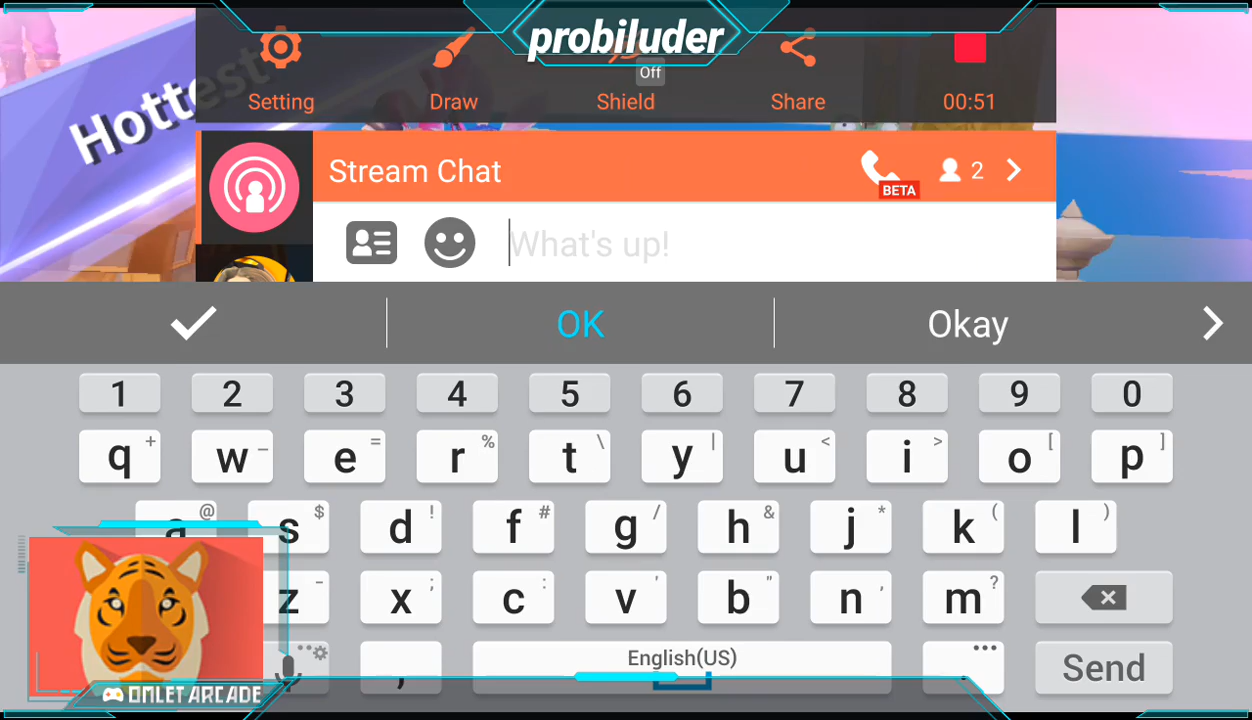 probiluder
Hottest
Off
Setting
Draw
Shield
Share
00:51
Stream Chat
BETA
2
What's up!
OK
Okay
1 2 3 4 5 6 7 8 9 0
q + w - e = r % t \ y | u < i > o [ p ]
a @ s $ d ! f # g / h & j * k ( l )
z - x ; c : v ' b " n , m ?
, English(US) . ... Send
OMLET ARCADE